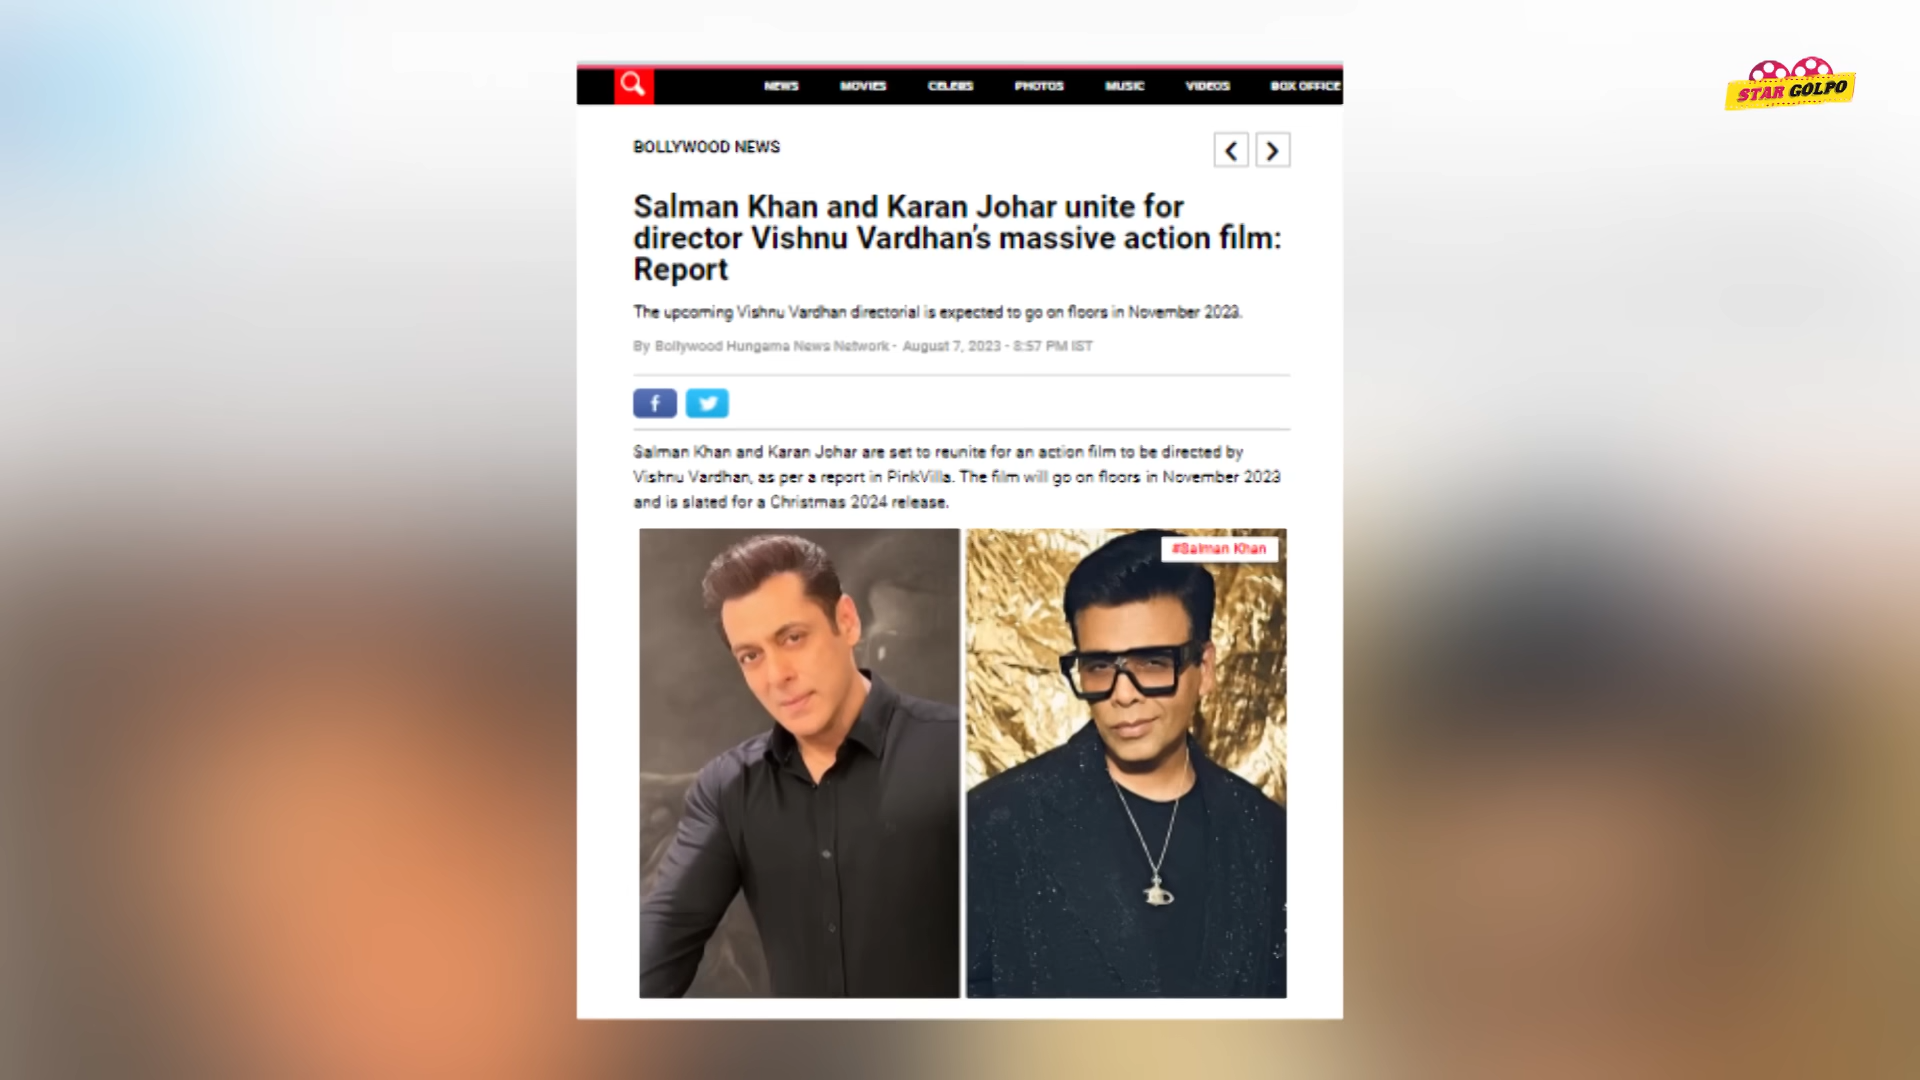 NEWS MOVIES CELEBS PHOTOS MUSIC VIDEOS BOX OFFICE
STAR GOLPO
BOLLYWOOD NEWS
Salman Khan and Karan Johar unite for
director Vishnu Vardhan's massive action film:
Report
The upcoming Vishnu Vardhan directorial is expected to go on floors in November 2023.
By Bollywood Hungama News Network - August 7, 2023 - 8:57 PM IST
Salman Khan and Karan Johar are set to reunite for an action film to be directed by
Vishnu Vardhan, as per a report in PinkVilla. The film will go on floors in November 2023
and is slated for a Christmas 2024 release.
#Salman Khan